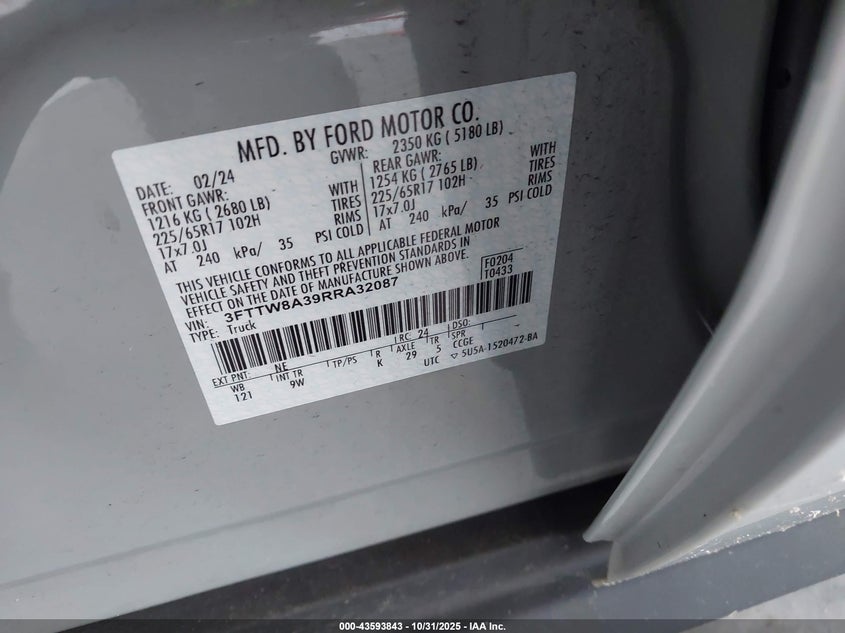 MFD. BY FORD MOTOR CO.
DATE: 02/24
GVWR: 2350 KG ( 5180 LB)
FRONT GAWR:
1216 KG ( 2680 LB) WITH
225/65R17 102H TIRES
17x7.0J RIMS
AT 240 kPa/ 35 PSI COLD
REAR GAWR:
1254 KG ( 2765 LB) WITH
225/65R17 102H TIRES
17x7.0J RIMS
AT 240 kPa/ 35 PSI COLD
THIS VEHICLE CONFORMS TO ALL APPLICABLE FEDERAL MOTOR
VEHICLE SAFETY AND THEFT PREVENTION STANDARDS IN
EFFECT ON THE DATE OF MANUFACTURE SHOWN ABOVE.
VIN: 3FTTW8A39RRA32087
TYPE: Truck
F0204
T0433
EXT PNT: NE RC: 24 DSO:
WB INT TR TP/PS R AXLE TR SPR
121 9W K 29 5 CCGE
UTC ▽ 5U5A-1520472-BA
000-43593843 - 10/31/2025 - IAA Inc.